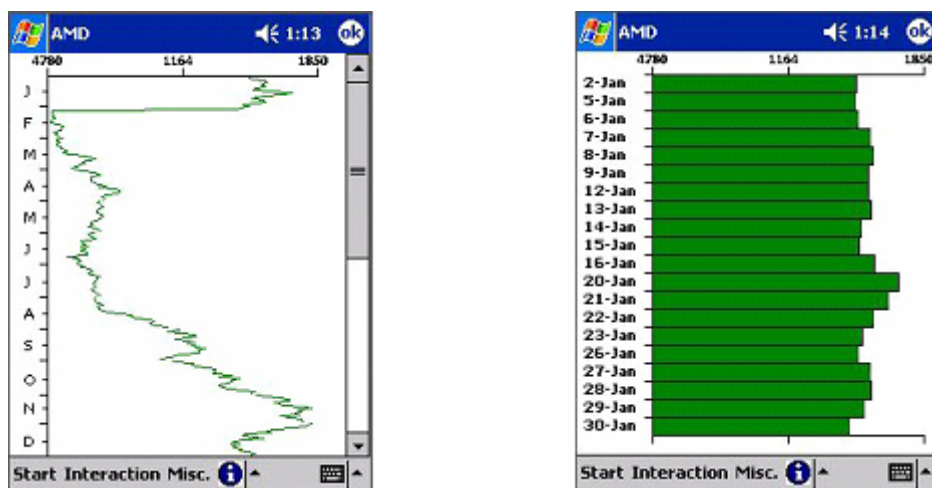 AMD 1:13 ok
4780 1164 1850
J
F
M
A
M
J
J
A
S
O
N
D
Start Interaction Misc.
AMD 1:14 ok
4780 1164 1850
2-Jan
5-Jan
6-Jan
7-Jan
8-Jan
9-Jan
12-Jan
13-Jan
14-Jan
15-Jan
16-Jan
20-Jan
21-Jan
22-Jan
23-Jan
26-Jan
27-Jan
28-Jan
29-Jan
30-Jan
Start Interaction Misc.